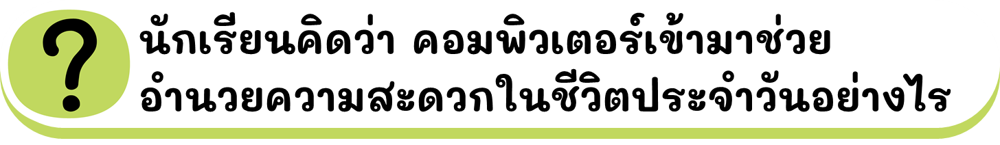 ?
นักเรียนคิดว่า คอมพิวเตอร์เข้ามาช่วย
อำนวยความสะดวกในชีวิตประจำวันอย่างไร